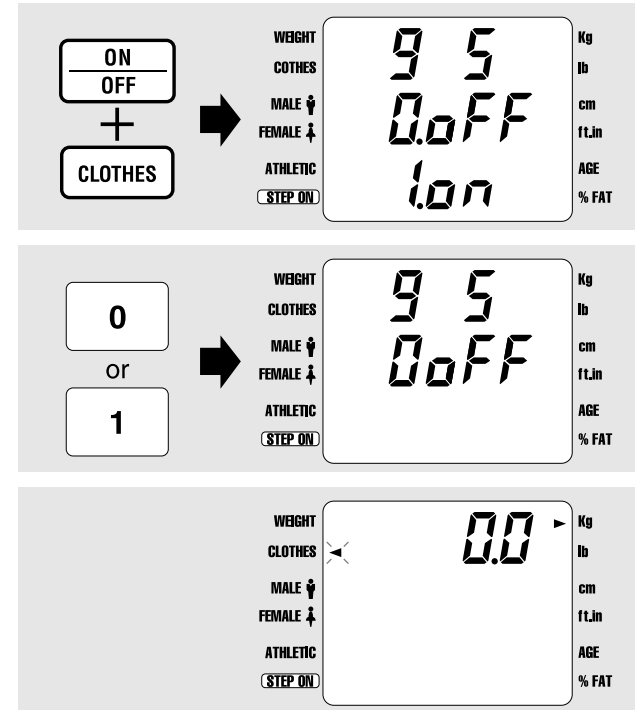 ON
OFF
+
CLOTHES
WEIGHT
COTHES
MALE
FEMALE
ATHLETIC
STEP ON
9 5
0.oFF
1.on
Kg
lb
cm
ft.in
AGE
% FAT
0
or
1
WEIGHT
CLOTHES
MALE
FEMALE
ATHLETIC
STEP ON
9 5
0oFF
Kg
lb
cm
ft.in
AGE
% FAT
WEIGHT
CLOTHES
MALE
FEMALE
ATHLETIC
STEP ON
0.0
Kg
lb
cm
ft.in
AGE
% FAT